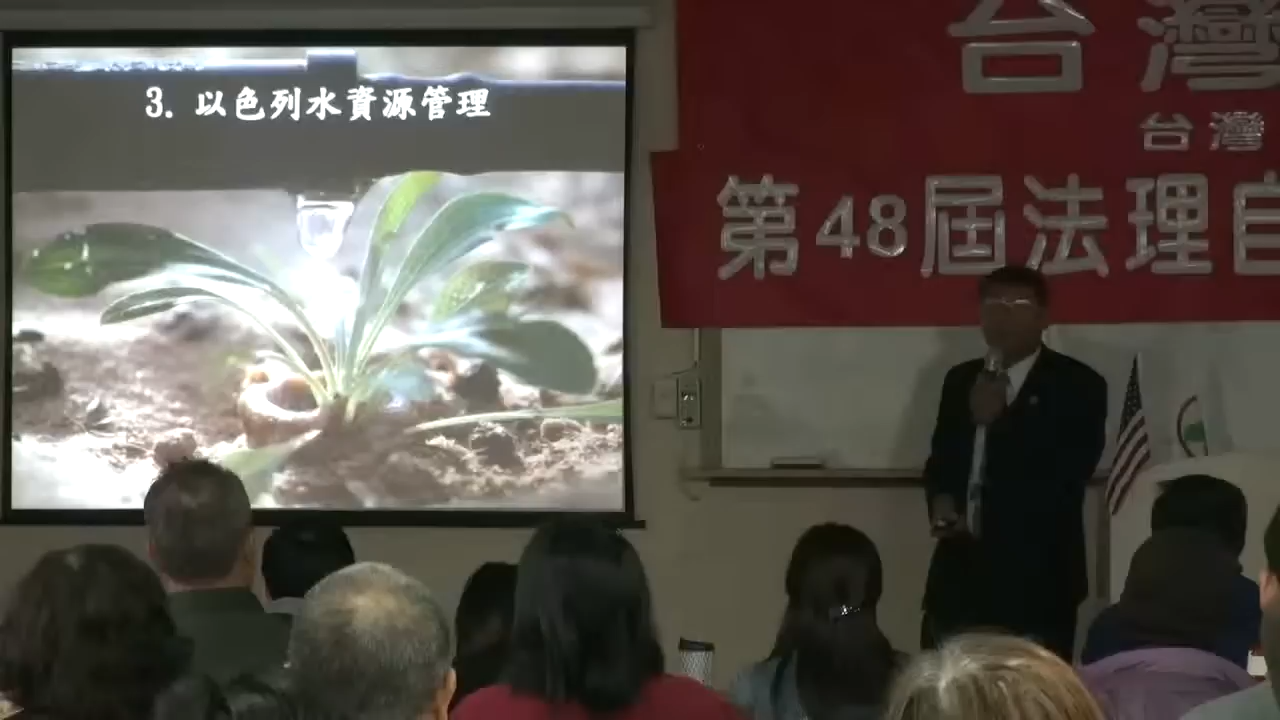 3. 以色列水資源管理
台灣
台灣
第48屆法理自